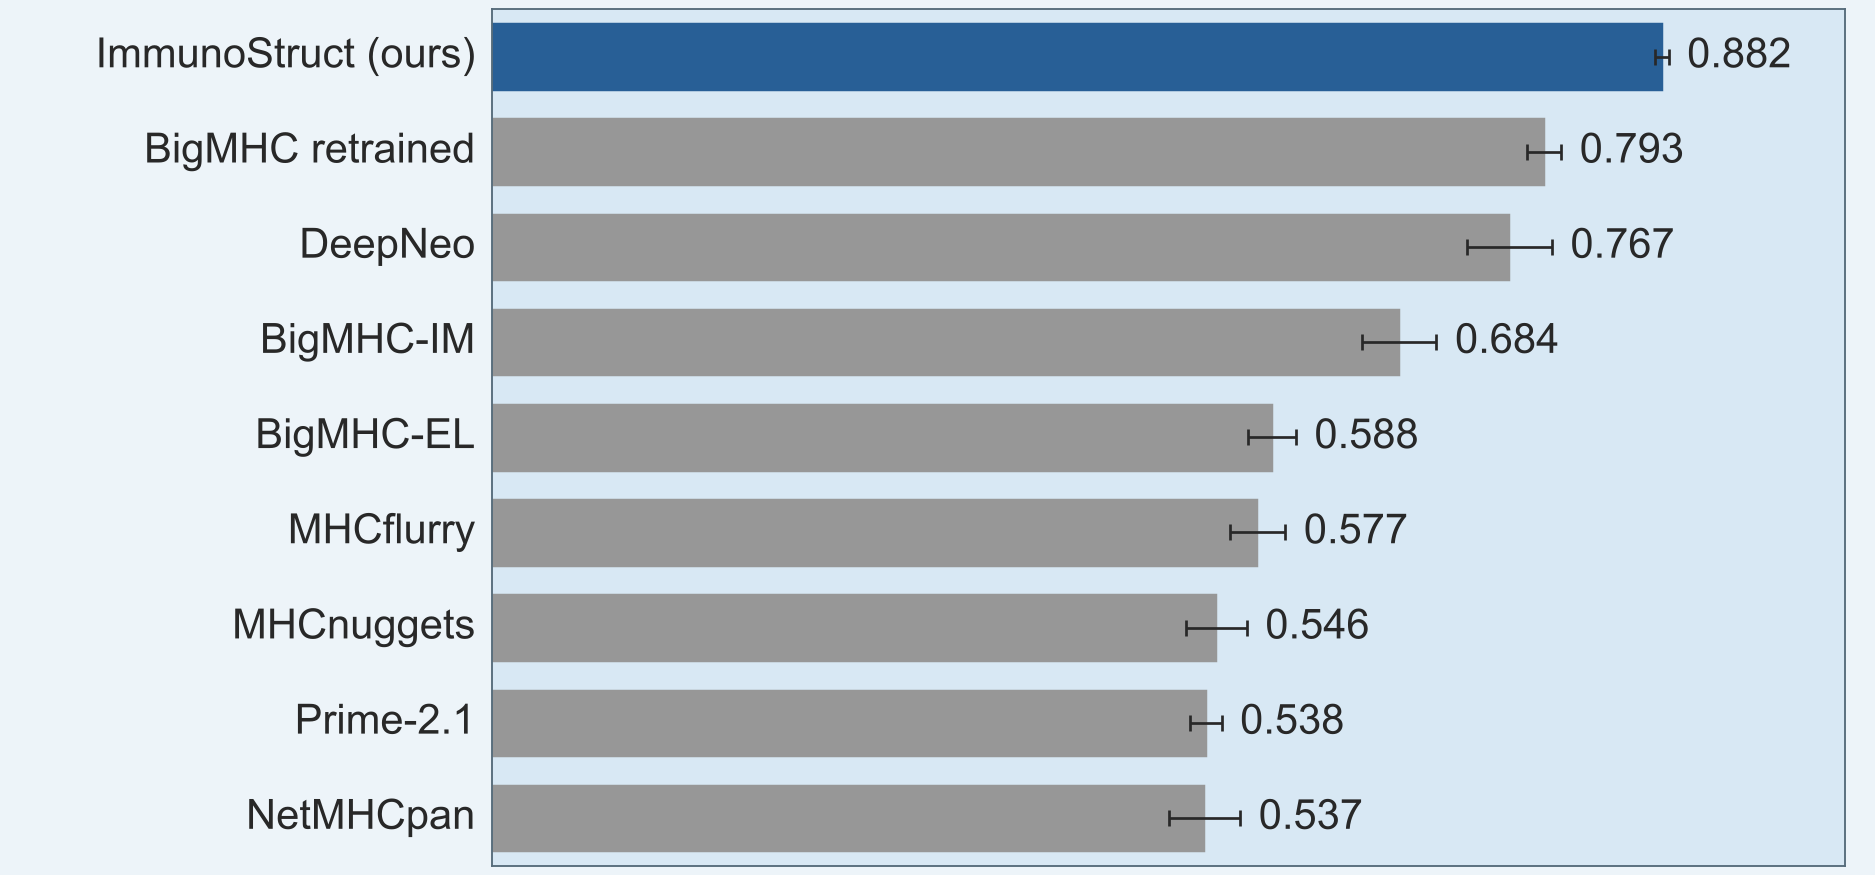 ImmunoStruct (ours) 0.882
BigMHC retrained 0.793
DeepNeo 0.767
BigMHC-IM 0.684
BigMHC-EL 0.588
MHCflurry 0.577
MHCnuggets 0.546
Prime-2.1 0.538
NetMHCpan 0.537